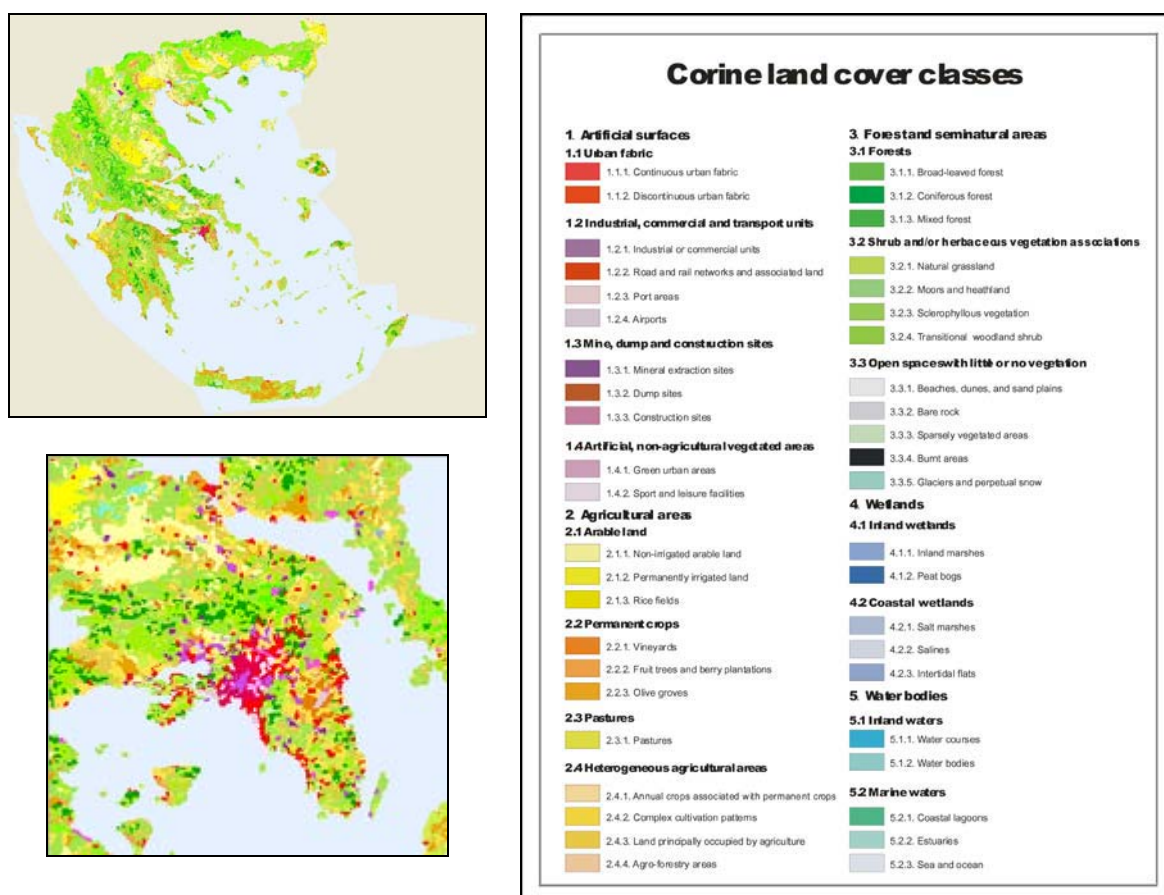 Corine land cover classes
1. Artificial surfaces
1.1 Urban fabric
1.1.1. Continuous urban fabric
1.1.2. Discontinuous urban fabric
1.2 Industrial, commercial and transport units
1.2.1. Industrial or commercial units
1.2.2. Road and rail networks and associated land
1.2.3. Port areas
1.2.4. Airports
1.3 Mine, dump and construction sites
1.3.1. Mineral extraction sites
1.3.2. Dump sites
1.3.3. Construction sites
1.4 Artificial, non-agricultural vegetated areas
1.4.1. Green urban areas
1.4.2. Sport and leisure facilities
2. Agricultural areas
2.1 Arable land
2.1.1. Non-irrigated arable land
2.1.2. Permanently irrigated land
2.1.3. Rice fields
2.2 Permanent crops
2.2.1. Vineyards
2.2.2. Fruit trees and berry plantations
2.2.3. Olive groves
2.3 Pastures
2.3.1. Pastures
2.4 Heterogeneous agricultural areas
2.4.1. Annual crops associated with permanent crops
2.4.2. Complex cultivation patterns
2.4.3. Land principally occupied by agriculture
2.4.4. Agro-forestry areas
3. Forest and seminatural areas
3.1 Forests
3.1.1. Broad-leaved forest
3.1.2. Coniferous forest
3.1.3. Mixed forest
3.2 Shrub and/or herbaceous vegetation associations
3.2.1. Natural grassland
3.2.2. Moors and heathland
3.2.3. Sclerophyllous vegetation
3.2.4. Transitional woodland shrub
3.3 Open spaces with little or no vegetation
3.3.1. Beaches, dunes, and sand plains
3.3.2. Bare rock
3.3.3. Sparsely vegetated areas
3.3.4. Burnt areas
3.3.5. Glaciers and perpetual snow
4. Wetlands
4.1 Inland wetlands
4.1.1. Inland marshes
4.1.2. Peat bogs
4.2 Coastal wetlands
4.2.1. Salt marshes
4.2.2. Salines
4.2.3. Intertidal flats
5. Water bodies
5.1 Inland waters
5.1.1. Water courses
5.1.2. Water bodies
5.2 Marine waters
5.2.1. Coastal lagoons
5.2.2. Estuaries
5.2.3. Sea and ocean